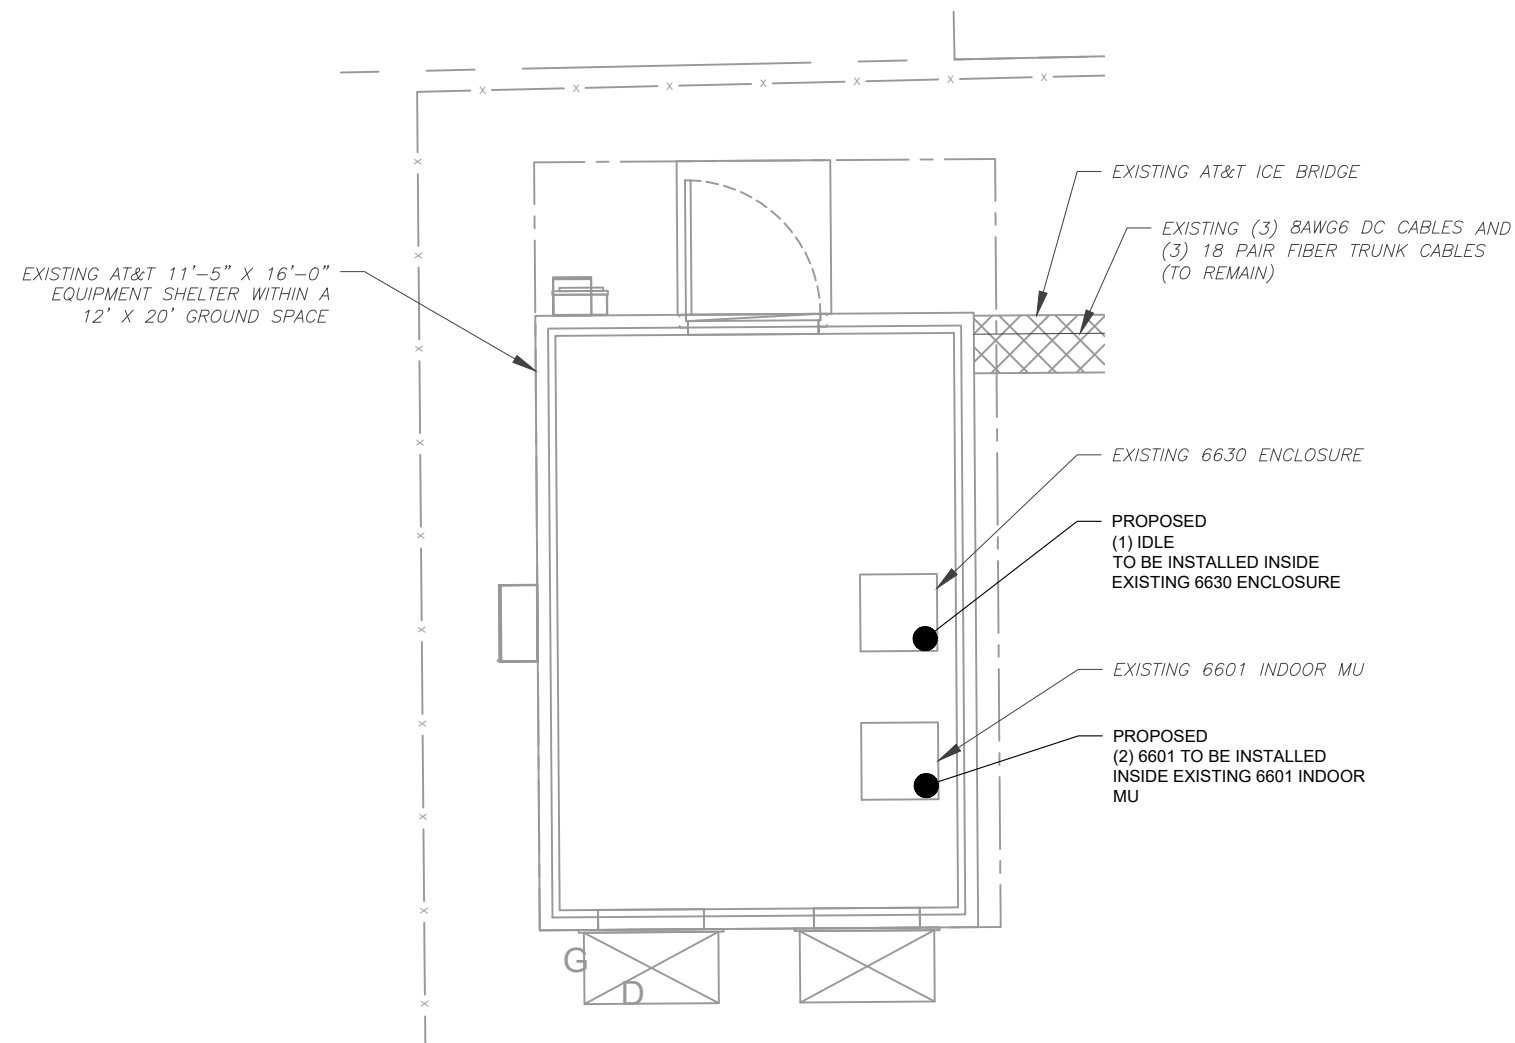 EXISTING AT&T ICE BRIDGE
EXISTING (3) 8AWG6 DC CABLES AND
(3) 18 PAIR FIBER TRUNK CABLES
(TO REMAIN)
EXISTING AT&T 11'-5" X 16'-0"
EQUIPMENT SHELTER WITHIN A
12' X 20' GROUND SPACE
EXISTING 6630 ENCLOSURE
PROPOSED
(1) IDLE
TO BE INSTALLED INSIDE
EXISTING 6630 ENCLOSURE
EXISTING 6601 INDOOR MU
PROPOSED
(2) 6601 TO BE INSTALLED
INSIDE EXISTING 6601 INDOOR
MU
G
D